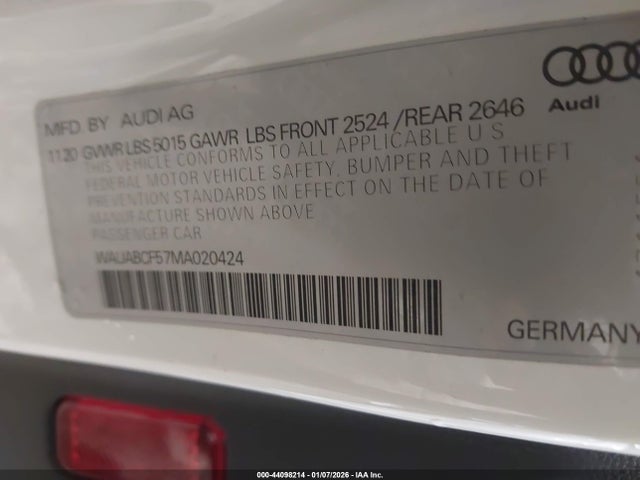 Audi
MFD. BY AUDI AG
11 20 GVWR LBS 5015 GAWR LBS FRONT 2524 /REAR 2646
THIS VEHICLE CONFORMS TO ALL APPLICABLE U S
FEDERAL MOTOR VEHICLE SAFETY, BUMPER AND THEFT
PREVENTION STANDARDS IN EFFECT ON THE DATE OF
MANUFACTURE SHOWN ABOVE
PASSENGER CAR
WAUABCF57MA020424
GERMANY
000-44098214 - 01/07/2026 - IAA Inc.